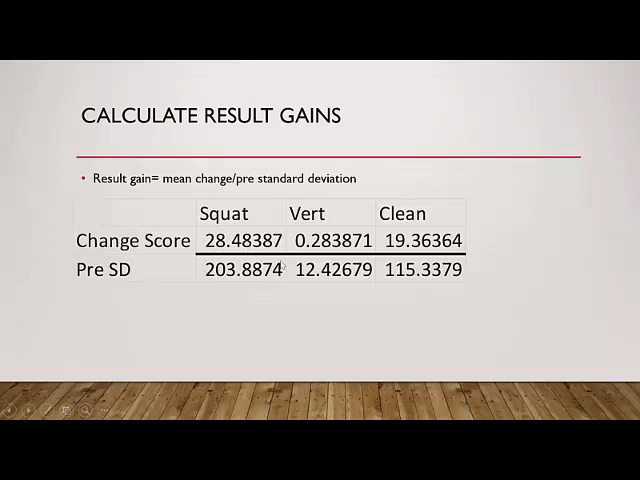 CALCULATE RESULT GAINS
• Result gain= mean change/pre standard deviation
Squat Vert Clean
Change Score 28.48387 0.283871 19.36364
Pre SD 203.8874 12.42679 115.3379